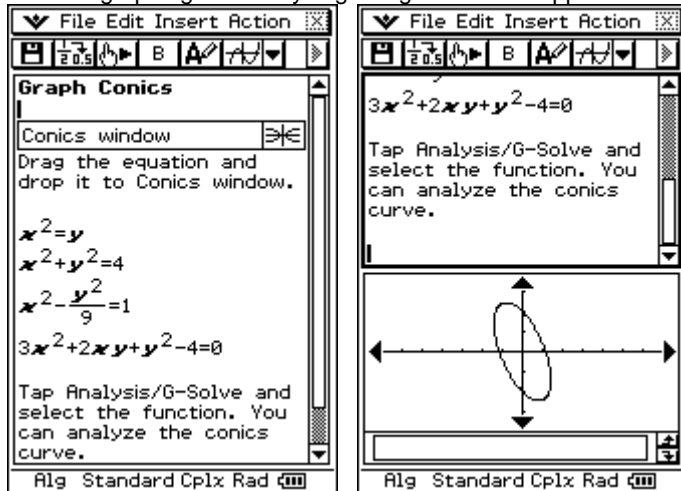 File Edit Insert Action
B
Graph Conics
Conics window
Drag the equation and
drop it to Conics window.
x²=y
x²+y²=4
x²-y²/9=1
3x²+2xy+y²-4=0
Tap Analysis/G-Solve and
select the function. You
can analyze the conics
curve.
Alg Standard Cplx Rad
File Edit Insert Action
B
3x²+2xy+y²-4=0
Tap Analysis/G-Solve and
select the function. You
can analyze the conics
curve.
Alg Standard Cplx Rad